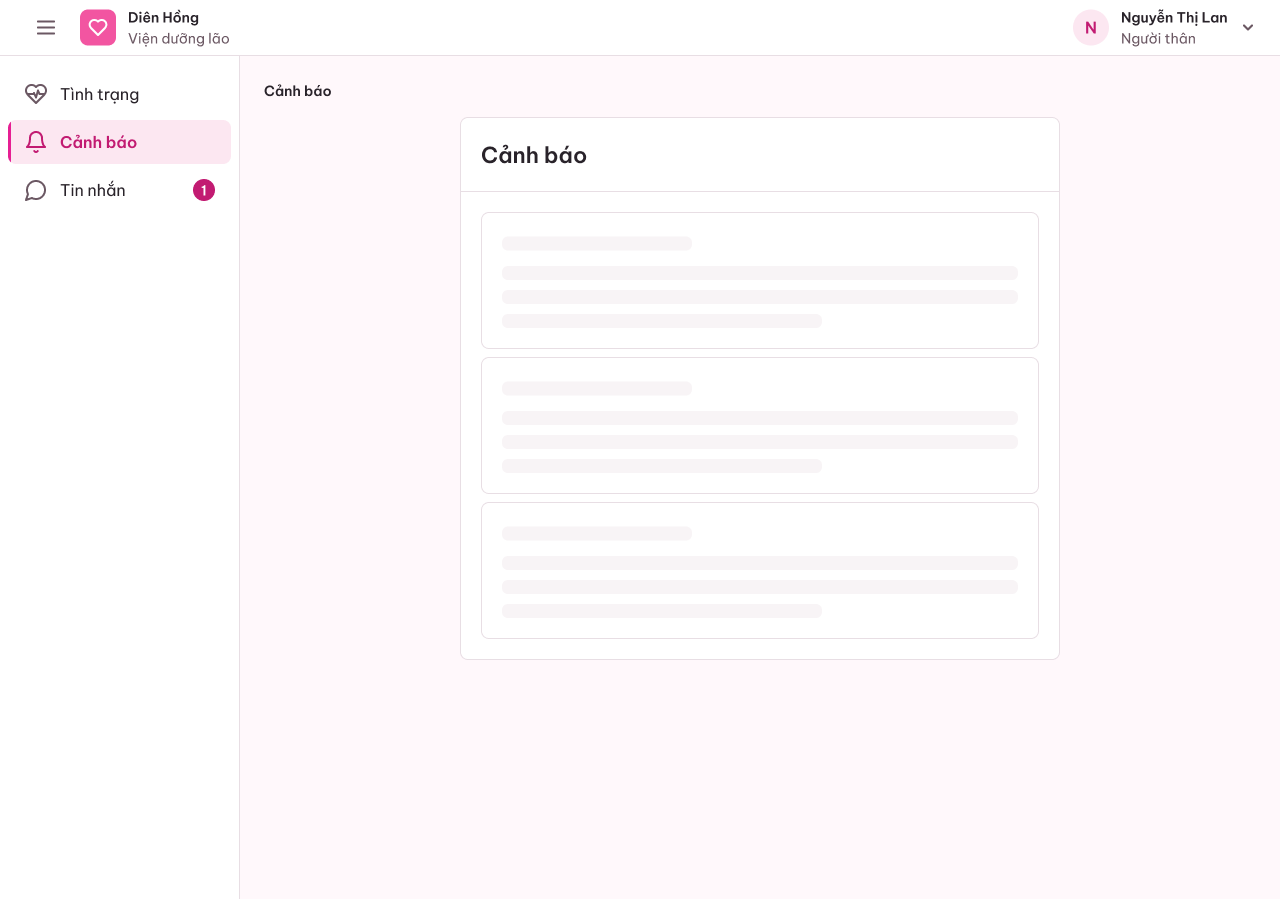 Diên Hồng
Viện dưỡng lão
N
Nguyễn Thị Lan
Người thân
Tình trạng
Cảnh báo
Tin nhắn
1
Cảnh báo
Cảnh báo